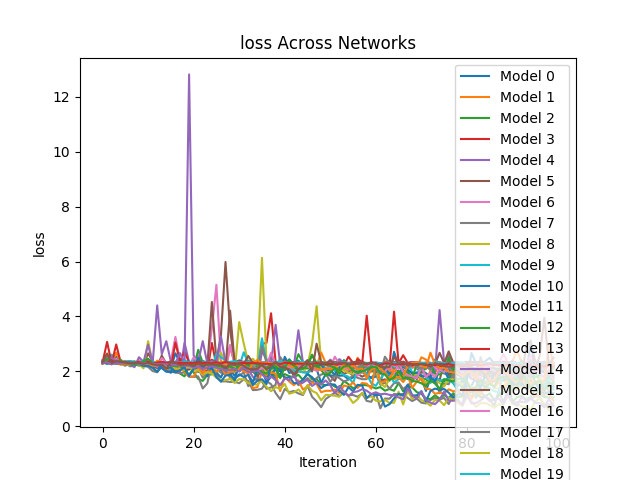 loss Across Networks
12
10
8
6
4
2
0
loss
0
20
40
60
80
100
Iteration
Model 0
Model 1
Model 2
Model 3
Model 4
Model 5
Model 6
Model 7
Model 8
Model 9
Model 10
Model 11
Model 12
Model 13
Model 14
Model 15
Model 16
Model 17
Model 18
Model 19